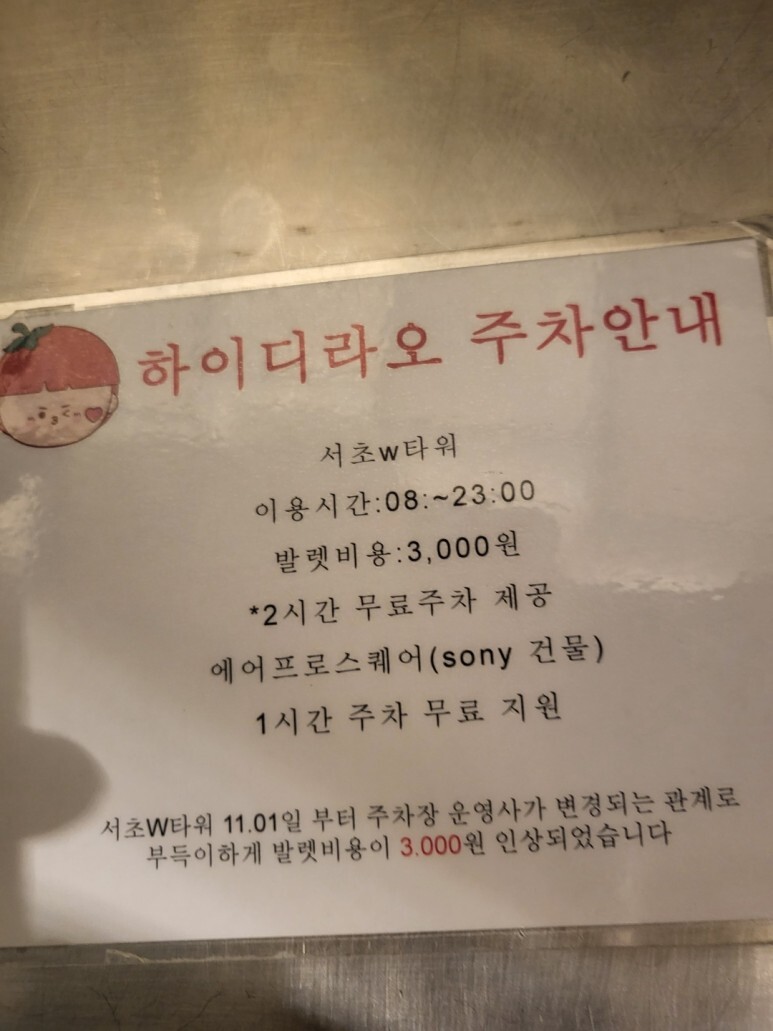 하이디라오 주차안내
서초w타워
이용시간:08:~23:00
발렛비용:3,000원
*2시간 무료주차 제공
에어프로스퀘어(sony 건물)
1시간 주차 무료 지원
서초W타워 11.01일 부터 주차장 운영사가 변경되는 관계로
부득이하게 발렛비용이 3.000원 인상되었습니다